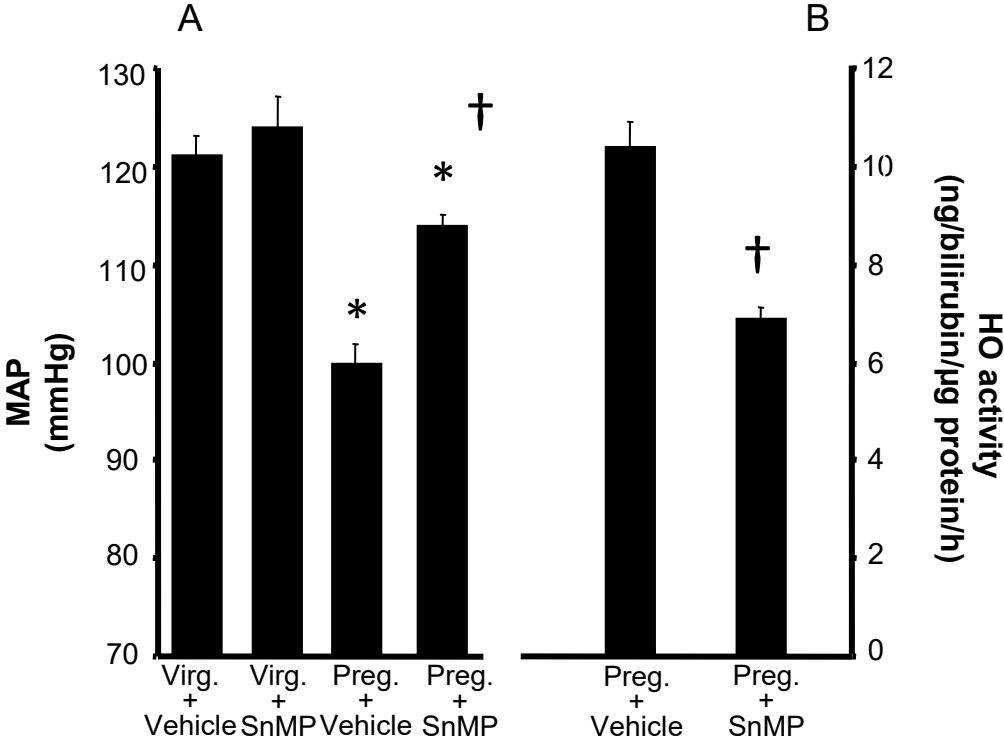 A
B
130
120
110
100
90
80
70
MAP
(mmHg)
*
*
†
Virg.
+
Vehicle
Virg.
+
SnMP
Preg.
+
Vehicle
Preg.
+
SnMP
†
12
10
8
6
4
2
0
HO activity
(ng/bilirubin/µg protein/h)
Preg.
+
Vehicle
Preg.
+
SnMP